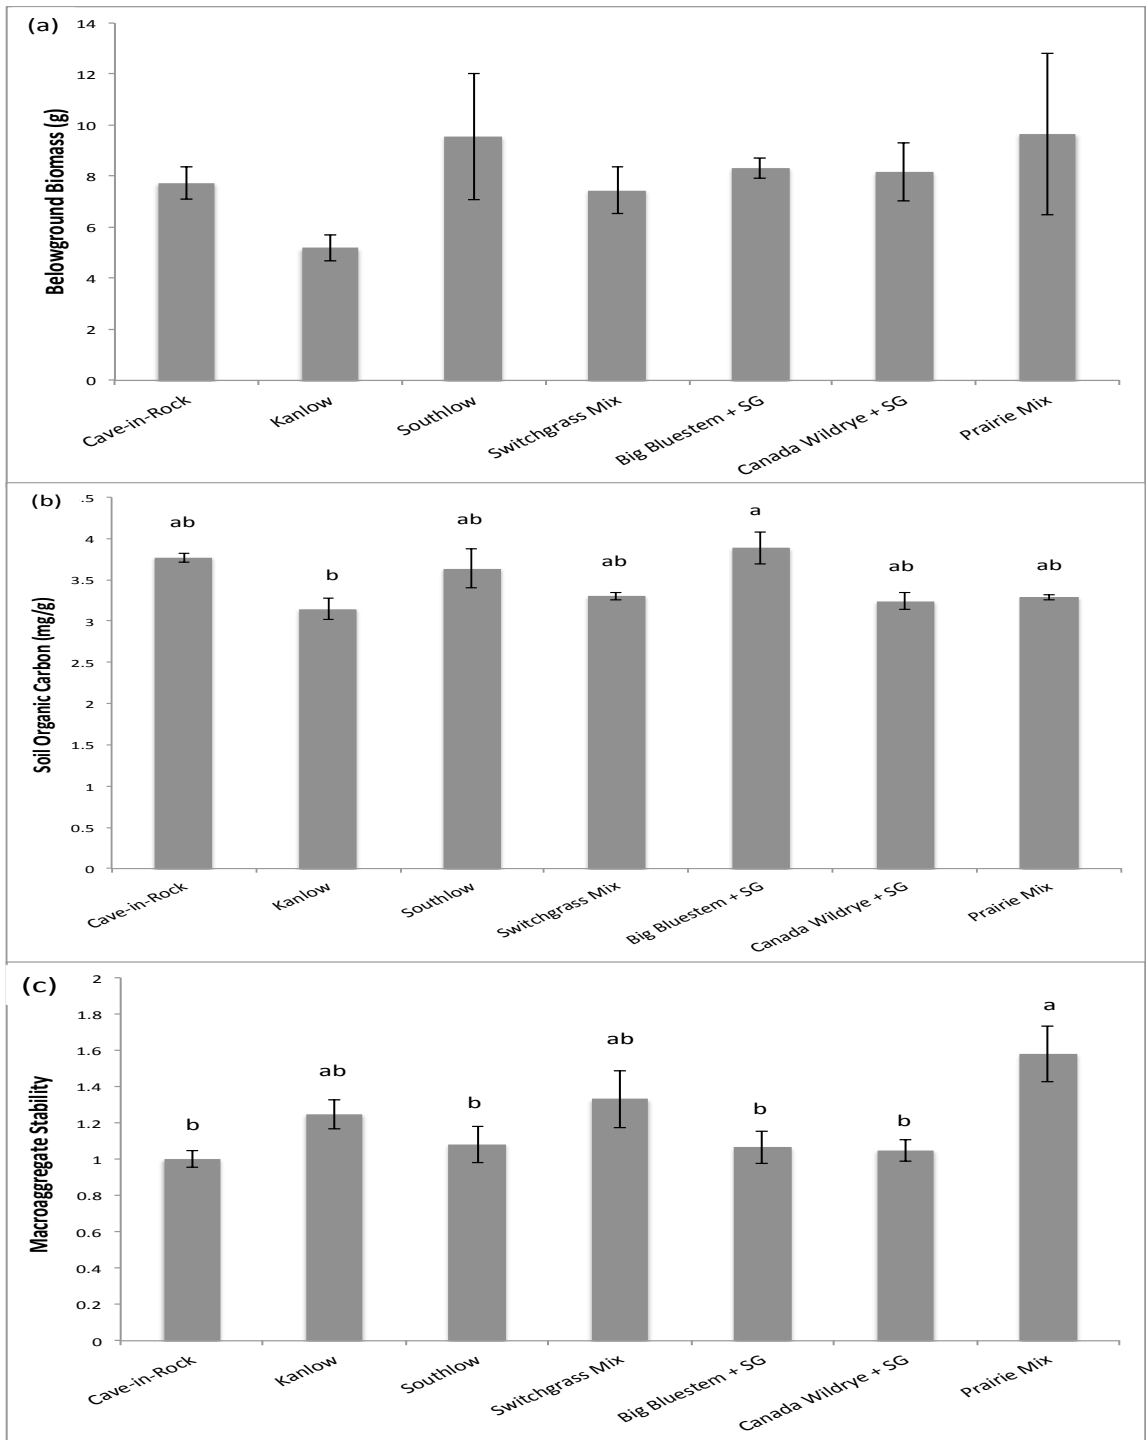 (a)
Belowground Biomass (g)
14
12
10
8
6
4
2
0
Cave-in-Rock
Kanlow
Southlow
Switchgrass Mix
Big Bluestem + SG
Canada Wildrye + SG
Prairie Mix
(b)
Soil Organic Carbon (mg/g)
.5
4
3.5
3
2.5
2
1.5
1
0.5
0
ab
b
ab
ab
a
ab
ab
Cave-in-Rock
Kanlow
Southlow
Switchgrass Mix
Big Bluestem + SG
Canada Wildrye + SG
Prairie Mix
(c)
Macroaggregate Stability
2
1.8
1.6
1.4
1.2
1
0.8
0.6
0.4
0.2
0
b
ab
b
ab
b
b
a
Cave-in-Rock
Kanlow
Southlow
Switchgrass Mix
Big Bluestem + SG
Canada Wildrye + SG
Prairie Mix